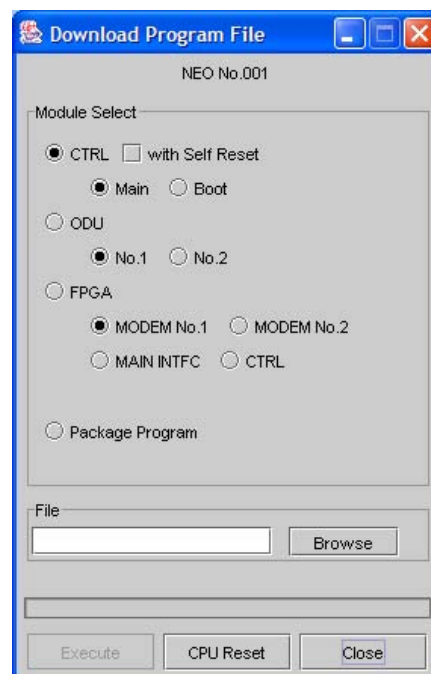 Download Program File
NEO No.001
Module Select
CTRL with Self Reset
Main Boot
ODU
No.1 No.2
FPGA
MODEM No.1 MODEM No.2
MAIN INTFC CTRL
Package Program
File
Browse
Execute CPU Reset Close